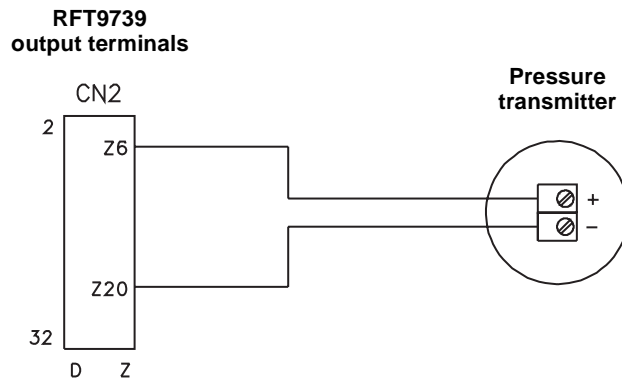 RFT9739
output terminals
CN2
2
Z6
Z20
32
D Z
Pressure
transmitter
+
–